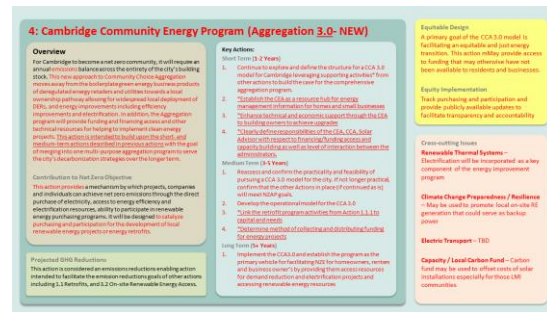 4: Cambridge Community Energy Program (Aggregation 3.0- NEW)
Overview
For Cambridge to become a net zero community, it will require an
annual emissions balance across the entirety of the city's building
stock. This new approach to Community Choice Aggregation
moves away from the boilerplate green energy business products
of deregulated energy retailers and utilities towards a local
ownership pathway allowing for widespread local deployment of
DERs, and energy improvements including efficiency
improvements and electrification. In addition, the Aggregation
program will provide funding and financing access and other
technical resources for helping to implement clean energy
projects. This action is intended to build upon the short- and
medium-term actions described in previous actions with the goal
of merging into one multi-purpose aggregation program to serve
the city's decarbonization strategies over the longer term.
Contribution to Net Zero Objective
This action provides a mechanism by which projects, companies
and individuals can achieve net zero emissions through the direct
purchase of electricity, access to energy efficiency and
electrification resources, ability to participate in renewable
energy purchasing programs. It will be designed to catalyze
purchasing and participation for the development of local
renewable energy projects or energy retrofits.
Projected GHG Reductions
This action is considered an emissions reductions enabling action
intended to facilitate the emission reductions goals of other actions
including 1.1 Retrofits, and 3.2 On-site Renewable Energy Access.
Key Actions:
Short Term (1-2 Years)
1. Continue to explore and define the structure for a CCA 3.0
model for Cambridge leveraging supporting activities* from
other actions to build the case for the comprehensive
aggregation program.
2. *Establish the CEA as a resource hub for energy
management information for homes and small businesses
3. *Enhance technical and economic support through the CEA
to building owners to achieve upgrades
4. *Clearly define responsibilities of the CEA, CCA, Solar
Advisor with respect to financing/funding access and
capacity building as well as level of interaction between the
administrators.
Medium Term (3-5 Years)
1. Reassess and confirm the practicality and feasibility of
pursuing a CCA 3.0 model for the city. If not longer practical,
confirm that the other Actions in place (if continued as is)
will meet NZAP goals.
2. Develop the operational model for the CCA 3.0
3. *Link the retrofit program activities from Action 1.1.1 to
capital and needs
4. *Determine method of collecting and distributing funding
for energy projects
Long Term (5+ Years)
1. Implement the CCA3.0 and establish the program as the
primary vehicle for facilitating NZE for homeowners, renters
and business owner's by providing them access resources
for demand reduction and electrification projects and
accessing renewable energy resources
Equitable Design
A primary goal of the CCA 3.0 model is
facilitating an equitable and just energy
transition. This action mMay provide access
to funding that may otherwise have not
been available to residents and businesses.
Equity Implementation
Track purchasing and participation and
provide publicly available updates to
facilitate transparency and accountability
Cross-cutting Issues
Renewable Thermal Systems –
Electrification will be incorporated as a key
component of the energy improvement
program
Climate Change Preparedness / Resilience
– May be used to promote local on-site RE
generation that could serve as backup
power
Electric Transport – TBD
Capacity / Local Carbon Fund – Carbon
fund may be used to offset costs of solar
installations especially for those LMI
communities